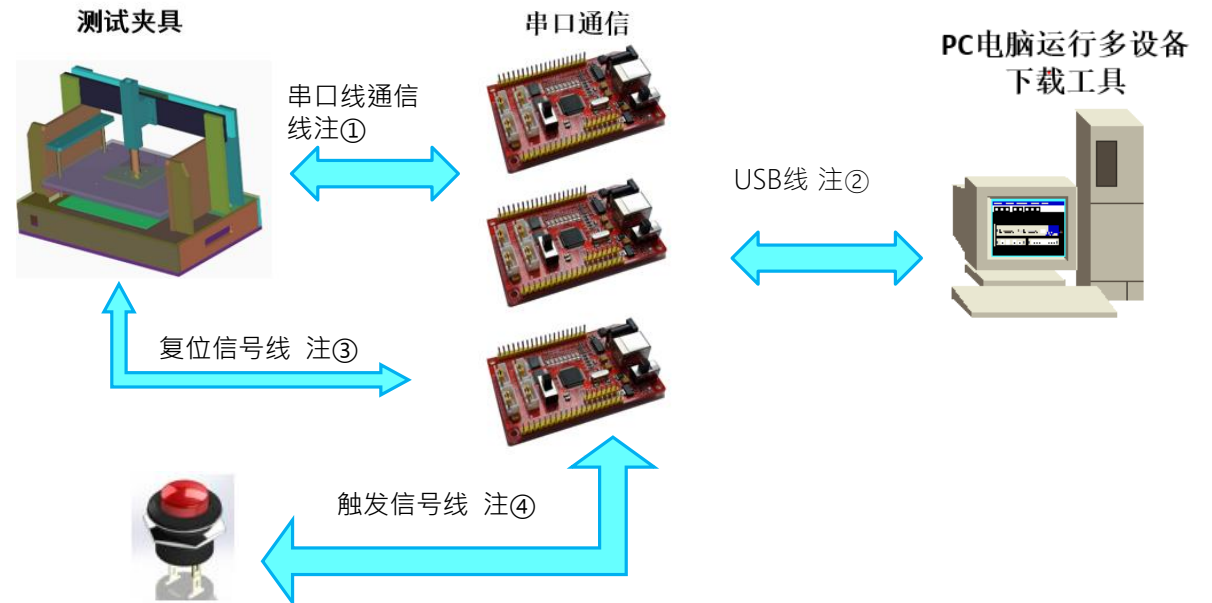 测试夹具
串口通信
PC电脑运行多设备
下载工具
串口线通信
线注①
USB线 注②
复位信号线 注③
触发信号线 注④